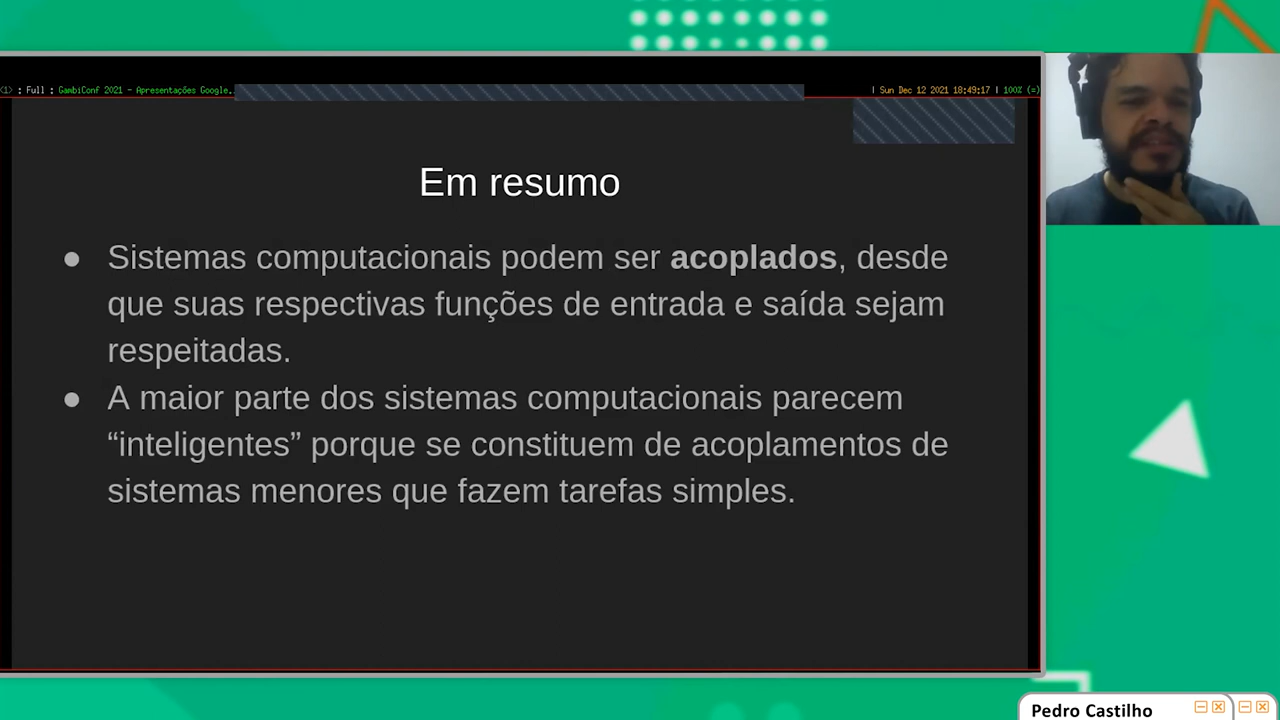 <1> : Full : GambiConf 2021 - Apresentações Google.
| Sun Dec 12 2021 18:49:17 | 100% (=)
Em resumo
● Sistemas computacionais podem ser acoplados, desde
que suas respectivas funções de entrada e saída sejam
respeitadas.
● A maior parte dos sistemas computacionais parecem
“inteligentes” porque se constituem de acoplamentos de
sistemas menores que fazem tarefas simples.
Pedro Castilho